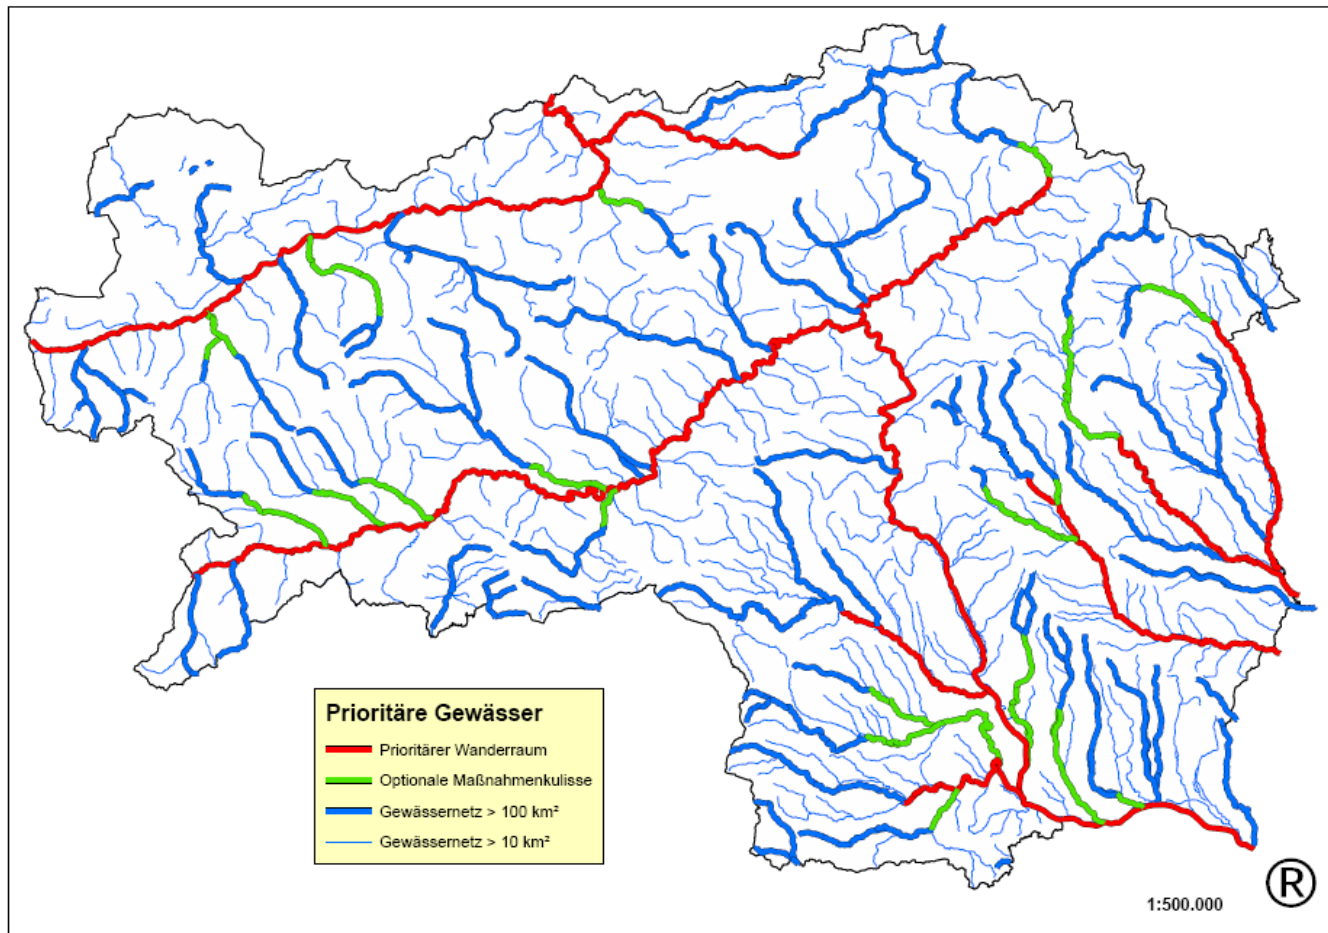 Prioritäre Gewässer
Prioritärer Wanderraum
Optionale Maßnahmenkulisse
Gewässernetz > 100 km²
Gewässernetz > 10 km²
1:500.000
®